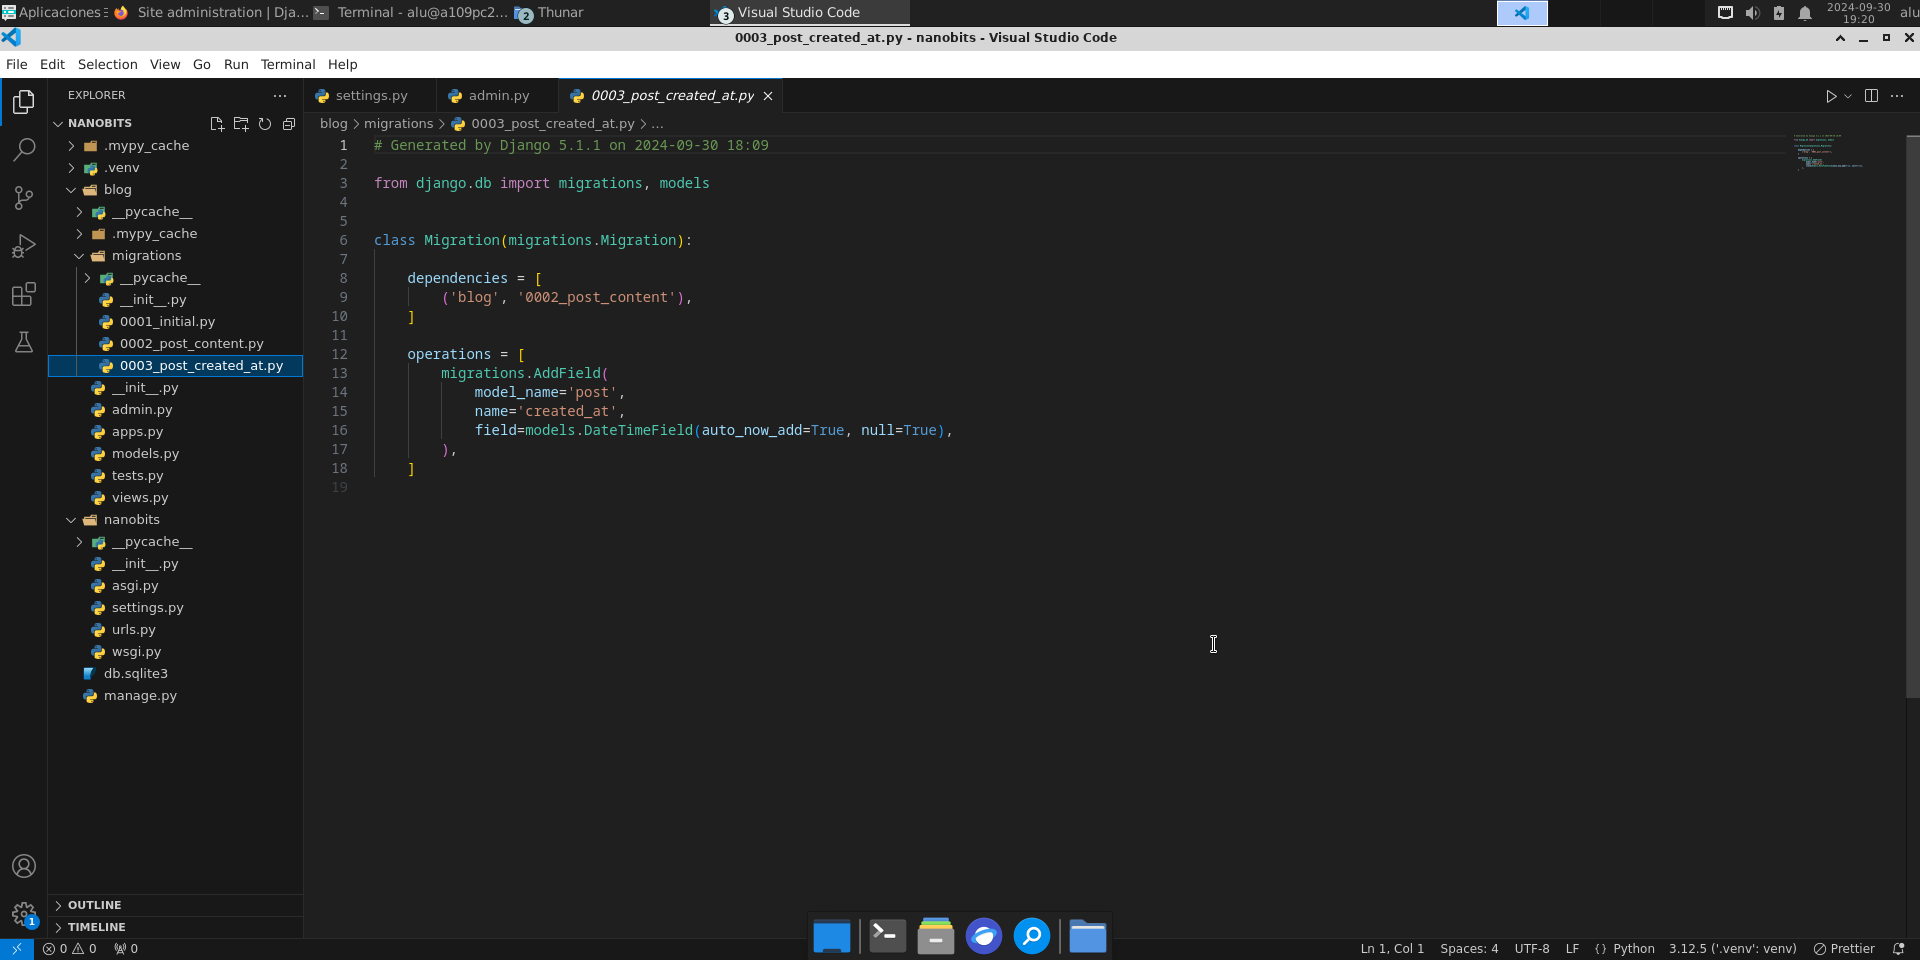 Aplicaciones
Site administration | Dja...
Terminal - alu@a109pc2...
2
Thunar
3
Visual Studio Code
2024-09-30
19:20
alu
0003_post_created_at.py - nanobits - Visual Studio Code
File Edit Selection View Go Run Terminal Help
EXPLORER
settings.py
admin.py
0003_post_created_at.py
NANOBITS
.mypy_cache
.venv
blog
__pycache__
.mypy_cache
migrations
__pycache__
__init__.py
0001_initial.py
0002_post_content.py
0003_post_created_at.py
__init__.py
admin.py
apps.py
models.py
tests.py
views.py
nanobits
__pycache__
__init__.py
asgi.py
settings.py
urls.py
wsgi.py
db.sqlite3
manage.py
OUTLINE
TIMELINE
blog > migrations > 0003_post_created_at.py > ...
1 # Generated by Django 5.1.1 on 2024-09-30 18:09
2
3 from django.db import migrations, models
4
5
6 class Migration(migrations.Migration):
7
8 dependencies = [
9 ('blog', '0002_post_content'),
10 ]
11
12 operations = [
13 migrations.AddField(
14 model_name='post',
15 name='created_at',
16 field=models.DateTimeField(auto_now_add=True, null=True),
17 ),
18 ]
19
1
0 0 0
Ln 1, Col 1 Spaces: 4 UTF-8 LF {} Python 3.12.5 ('.venv': venv) Prettier